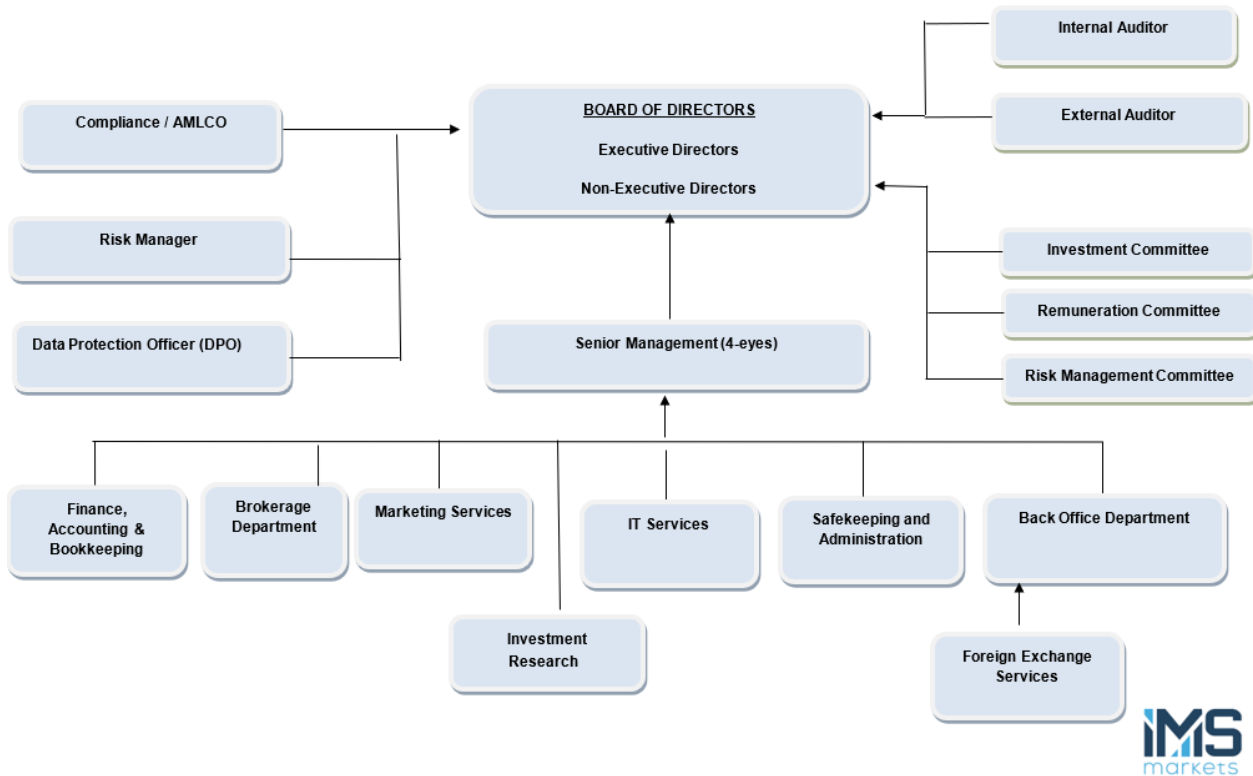 Internal Auditor
BOARD OF DIRECTORS
Executive Directors
Non-Executive Directors
Compliance / AMLCO
External Auditor
Risk Manager
Investment Committee
Remuneration Committee
Data Protection Officer (DPO)
Senior Management (4-eyes)
Risk Management Committee
Finance,
Accounting &
Bookkeeping
Brokerage
Department
Marketing Services
IT Services
Safekeeping and
Administration
Back Office Department
Investment
Research
Foreign Exchange
Services
iMS
markets